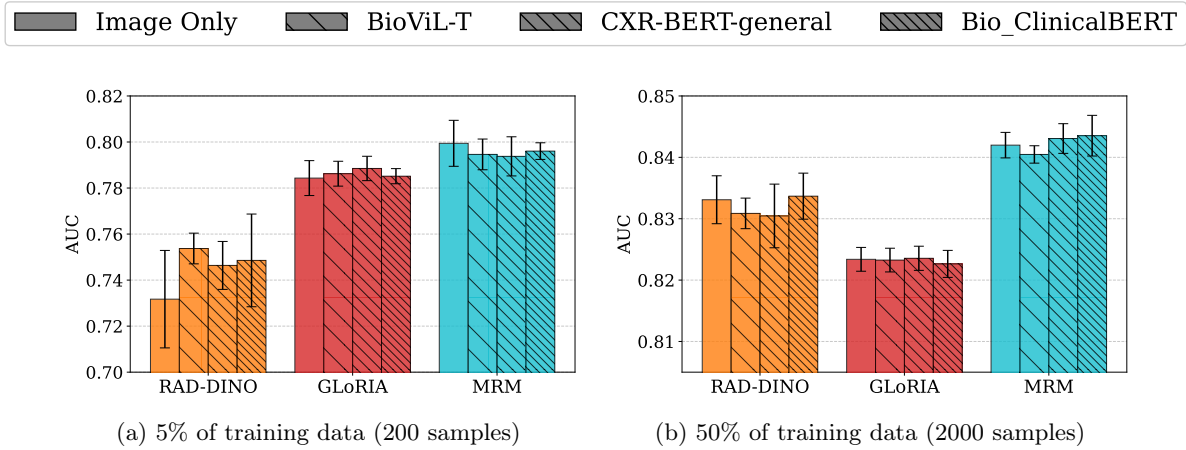 Image Only BioViL-T CXR-BERT-general Bio_ClinicalBERT
0.82
0.80
0.78
0.76
0.74
0.72
0.70
AUC
RAD-DINO GLoRIA MRM
(a) 5% of training data (200 samples)
0.85
0.84
0.83
0.82
0.81
AUC
RAD-DINO GLoRIA MRM
(b) 50% of training data (2000 samples)